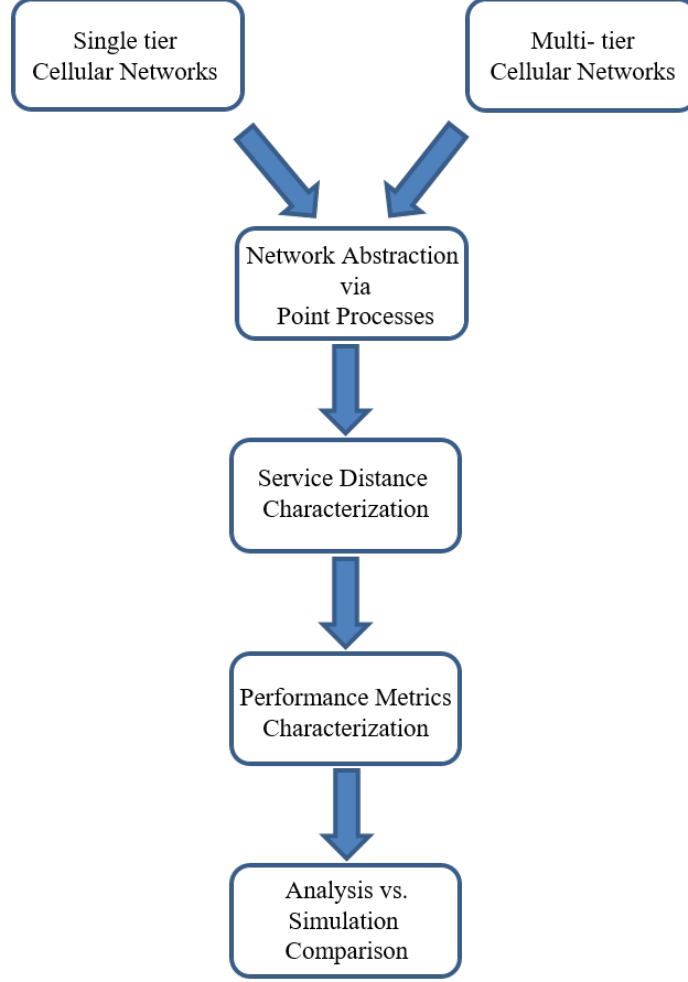 Single tier
Cellular Networks
Multi- tier
Cellular Networks
Network Abstraction
via
Point Processes
Service Distance
Characterization
Performance Metrics
Characterization
Analysis vs.
Simulation
Comparison